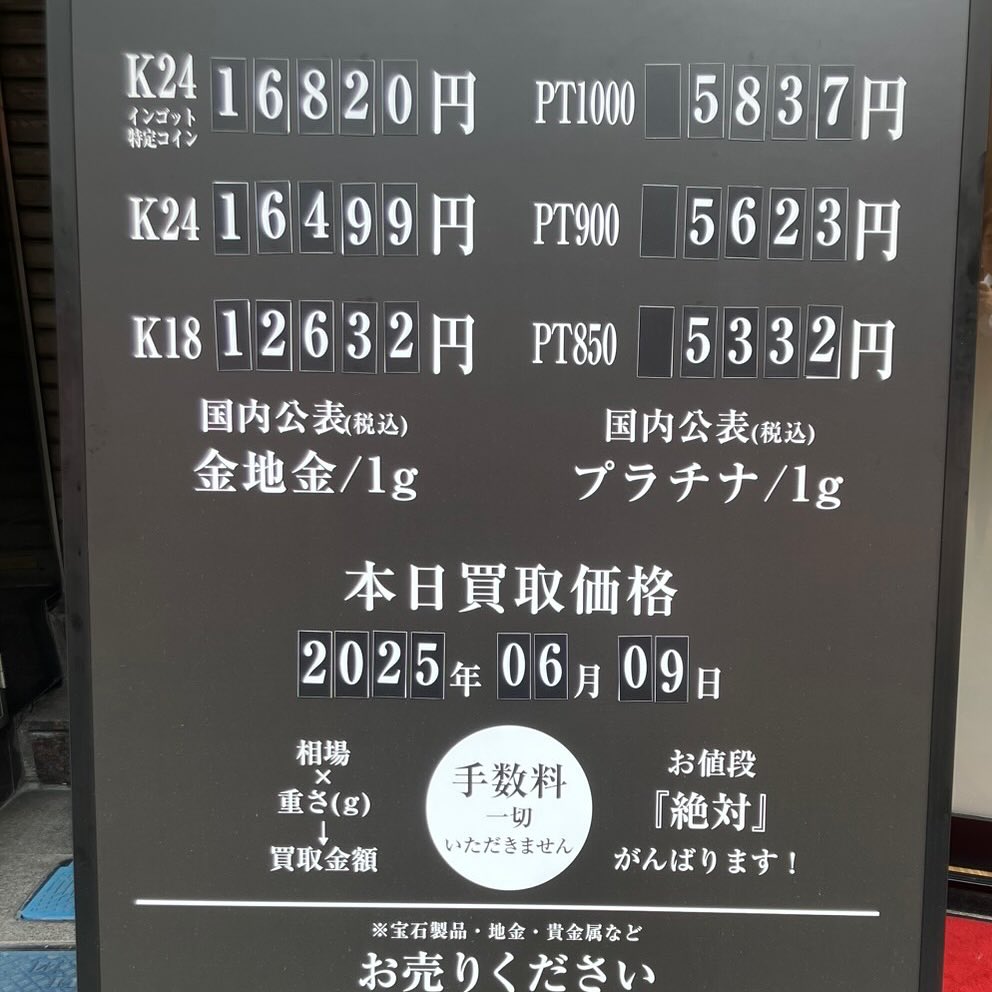 K24 インゴット 特定コイン 16820円
K24 16499円
K18 12632円
国内公表(税込)
金地金/1g
PT1000 5837円
PT900 5623円
PT850 5332円
国内公表(税込)
プラチナ/1g
本日買取価格
2025年 06月 09日
相場
×
重さ(g)
↓
買取金額
手数料
一切
いただきません
お値段
『絶対』
がんばります！
※宝石製品・地金・貴金属など
お売りください